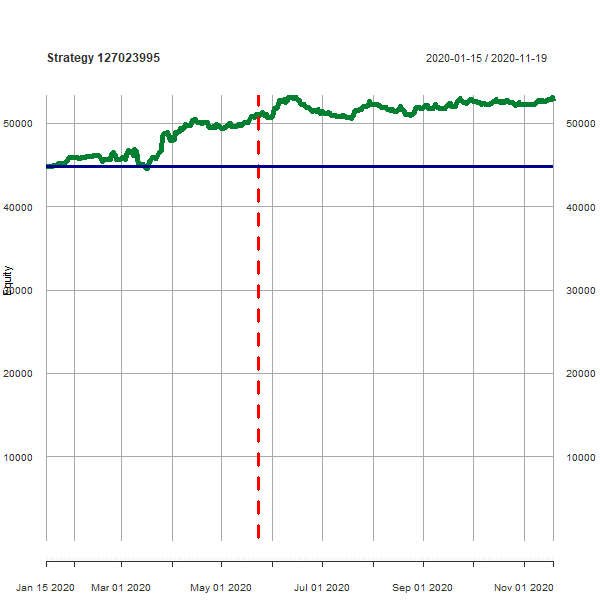 Strategy 127023995
2020-01-15 / 2020-11-19
50000
50000
40000
40000
Equity
30000
30000
20000
20000
10000
10000
Jan 15 2020
Mar 01 2020
May 01 2020
Jul 01 2020
Sep 01 2020
Nov 01 2020